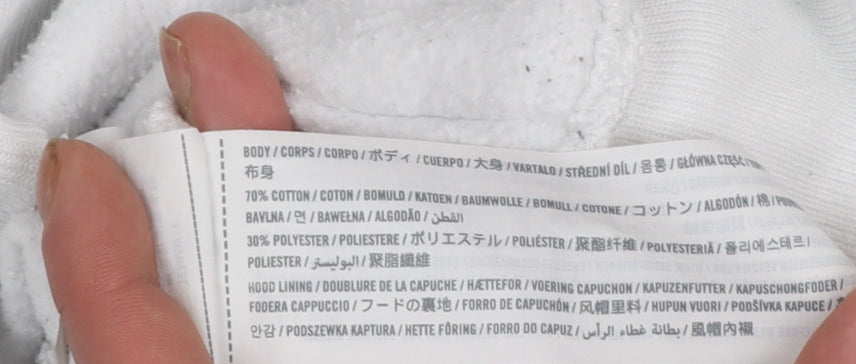 BODY / CORPS / CORPO / ボディ / CUERPO / 大身 / VARTALO / STŘEDNÍ DÍL / 몸통 / GŁÓWNA CZĘŚĆ /
布身
70% COTTON / COTON / BOMULD / KATOEN / BAUMWOLLE / BOMULL / COTONE / コットン / ALGODÓN / 棉 /
BAVLNA / 면 / BAWEŁNA / ALGODÃO / القطن
30% POLYESTER / POLIESTERE / ポリエステル / POLIÉSTER / 聚酯纤维 / POLYESTERIÄ / 폴리에스테르 /
POLIESTER / البوليستر / 聚脂纖維
HOOD LINING / DOUBLURE DE LA CAPUCHE / HÆTTEFOR / VOERING CAPUCHON / KAPUZENFUTTER / KAPUSCHONGFODER /
FODERA CAPPUCCIO / フードの裏地 / FORRO DE CAPUCHÓN / 风帽里料 / HUPUN VUORI / PODŠÍVKA KAPUCE /
안감 / PODSZEWKA KAPTURA / HETTE FÔRING / FORRO DO CAPUZ / بطانة غطاء الرأس / 風帽內襯